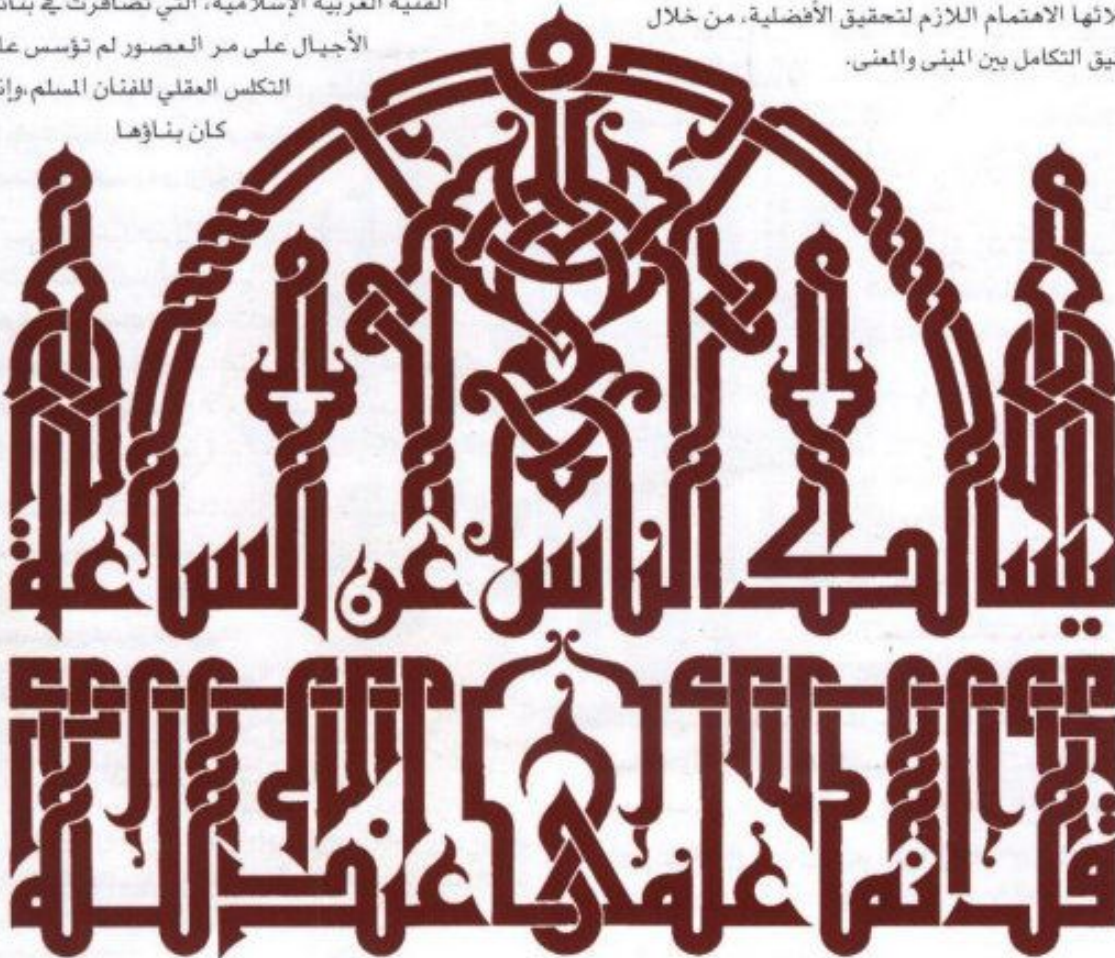 لائها الاهتمام اللازم لتحقيق الأفضلية، من خلال
يق التكامل بين المبنى والمعنى.
الفنية العربية الإسلامية، التي تضافرت في
الأجيال على مر العصور لم تؤسس
التكلس العقلي للفنان المسلم،
كان بناؤها
يسالك الناس عن الساعة
قل انما علمها عند الله